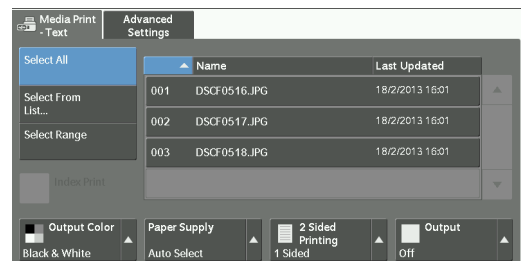 Media Print
- Text
Advanced
Settings
Select All
Select From
List...
Select Range
Index Print
Name Last Updated
001 DSCF0516.JPG 18/2/2013 16:01
002 DSCF0517.JPG 18/2/2013 16:01
003 DSCF0518.JPG 18/2/2013 16:01
Output Color
Black & White
Paper Supply
Auto Select
2 Sided
Printing
1 Sided
Output
Off